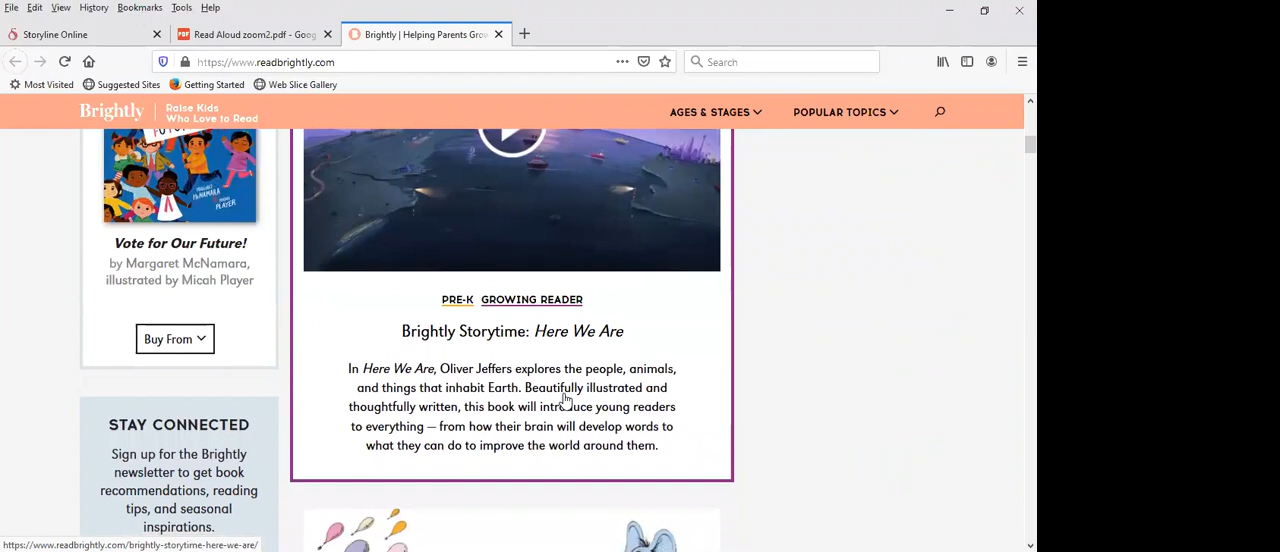 File Edit View History Bookmarks Tools Help
Storyline Online
PDF Read Aloud zoom2.pdf - Goog
Brightly | Helping Parents Grow
https://www.readbrightly.com
Search
Most Visited Suggested Sites Getting Started Web Slice Gallery
Brightly
Raise Kids
Who Love to Read
AGES & STAGES
POPULAR TOPICS
MARGARET
McNAMARA
MICAH
PLAYER
Vote for Our Future!
by Margaret McNamara,
illustrated by Micah Player
Buy From
STAY CONNECTED
Sign up for the Brightly
newsletter to get book
recommendations, reading
tips, and seasonal
inspirations.
PRE-K GROWING READER
Brightly Storytime: Here We Are
In Here We Are, Oliver Jeffers explores the people, animals,
and things that inhabit Earth. Beautifully illustrated and
thoughtfully written, this book will introduce young readers
to everything — from how their brain will develop words to
what they can do to improve the world around them.
https://www.readbrightly.com/brightly-storytime-here-we-are/